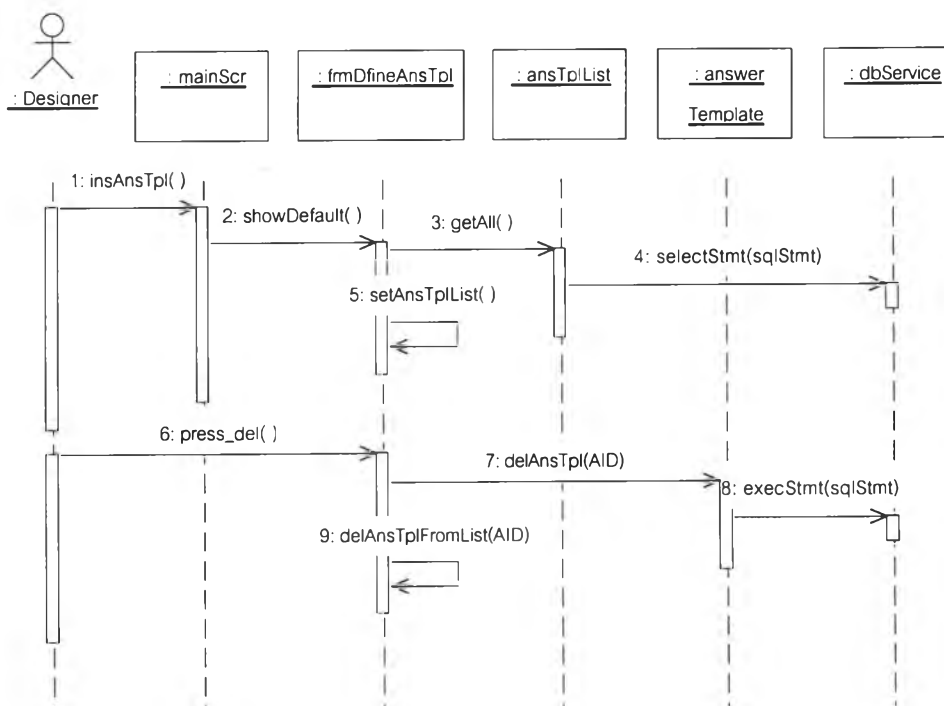 : Designer
: mainScr
: frmDfineAnsTpl
: ansTplList
: answer
Template
: dbService
1: insAnsTpl( )
2: showDefault( )
3: getAll( )
4: selectStmt(sqlStmt)
5: setAnsTplList( )
6: press_del( )
7: delAnsTpl(AID)
8: execStmt(sqlStmt)
9: delAnsTplFromList(AID)